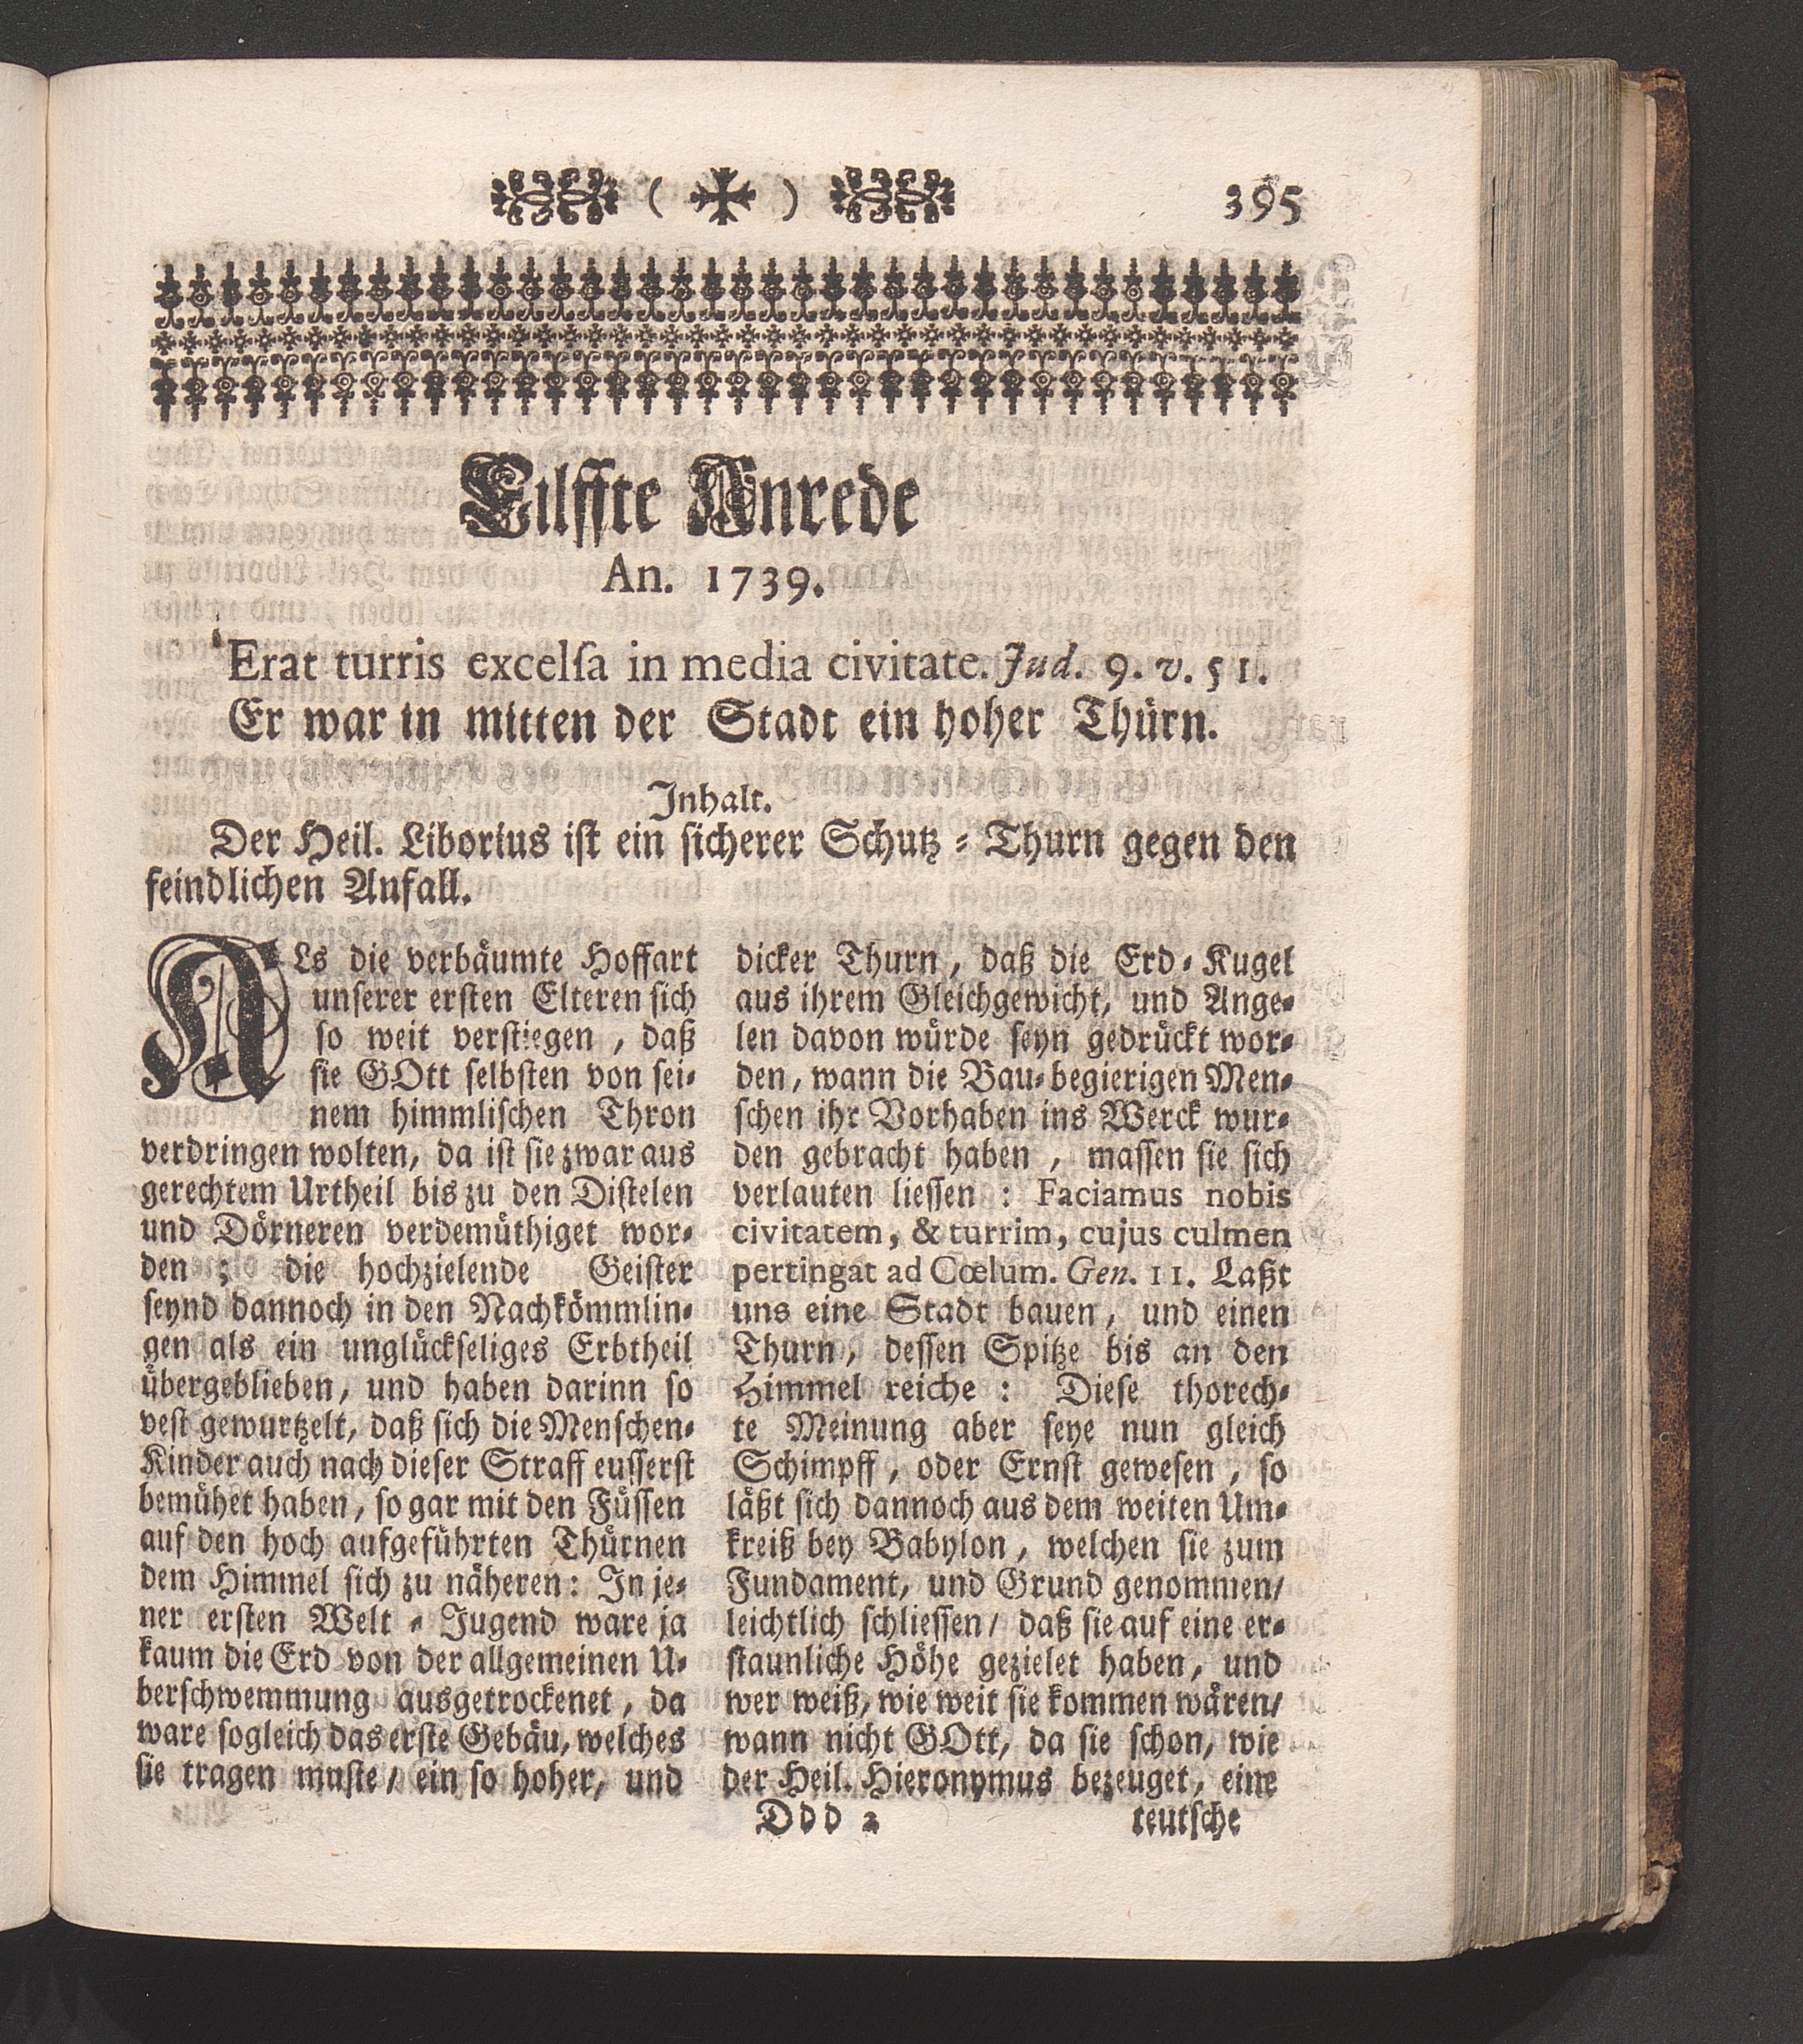 ( ✠ ) 395
Eilffte Anrede
An. 1739.
Erat turris excelſa in media civitate. Jud. 9. v. 51.
Er war in mitten der Stadt ein hoher Thürn.
Inhalt.
Der Heil. Liborius iſt ein ſicherer Schutz-Thurn gegen den
feindlichen Anfall.
ALs die verbäumte Hoffart
unſerer erſten Elteren ſich
ſo weit verſtiegen, daß
ſie GOtt ſelbſten von ſei-
nem himmliſchen Thron
verdringen wolten, da iſt ſie zwar aus
gerechtem Urtheil bis zu den Diſtelen
und Dörneren verdemüthiget wor-
den; die hochzielende Geiſter
ſeynd dannoch in den Nachkömmlin-
gen als ein unglückſeliges Erbtheil
übergeblieben, und haben darinn ſo
veſt gewurtzelt, daß ſich die Menſchen-
Kinder auch nach dieſer Straff euſſerſt
bemühet haben, ſo gar mit den Füſſen
auf den hoch aufgeführten Thürnen
dem Himmel ſich zu näheren: In je-
ner erſten Welt-Jugend ware ja
kaum die Erd von der allgemeinen U-
berſchwemmung ausgetrockenet, da
ware ſogleich das erſte Gebäu, welches
ſie tragen muſte/ ein ſo hoher, und
dicker Thurn, daß die Erd-Kugel
aus ihrem Gleichgewicht, und Ange-
len davon würde ſeyn gedrückt wor-
den, wann die Bau-begierigen Men-
ſchen ihr Vorhaben ins Werck wur-
den gebracht haben, maſſen ſie ſich
verlauten lieſſen: Faciamus nobis
civitatem, & turrim, cujus culmen
pertingat ad Cœlum. Gen. 11. Laßt
uns eine Stadt bauen, und einen
Thurn, deſſen Spitze bis an den
Himmel reiche: Dieſe thorech-
te Meinung aber ſeye nun gleich
Schimpff, oder Ernſt geweſen, ſo
läßt ſich dannoch aus dem weiten Um-
kreiß bey Babylon, welchen ſie zum
Fundament, und Grund genommen/
leichtlich ſchlieſſen/ daß ſie auf eine er-
ſtaunliche Höhe gezielet haben, und
wer weiß, wie weit ſie kommen wären/
wann nicht GOtt, da ſie ſchon, wie
der Heil. Hieronymus bezeuget, eine
Ddd 2 teutſche